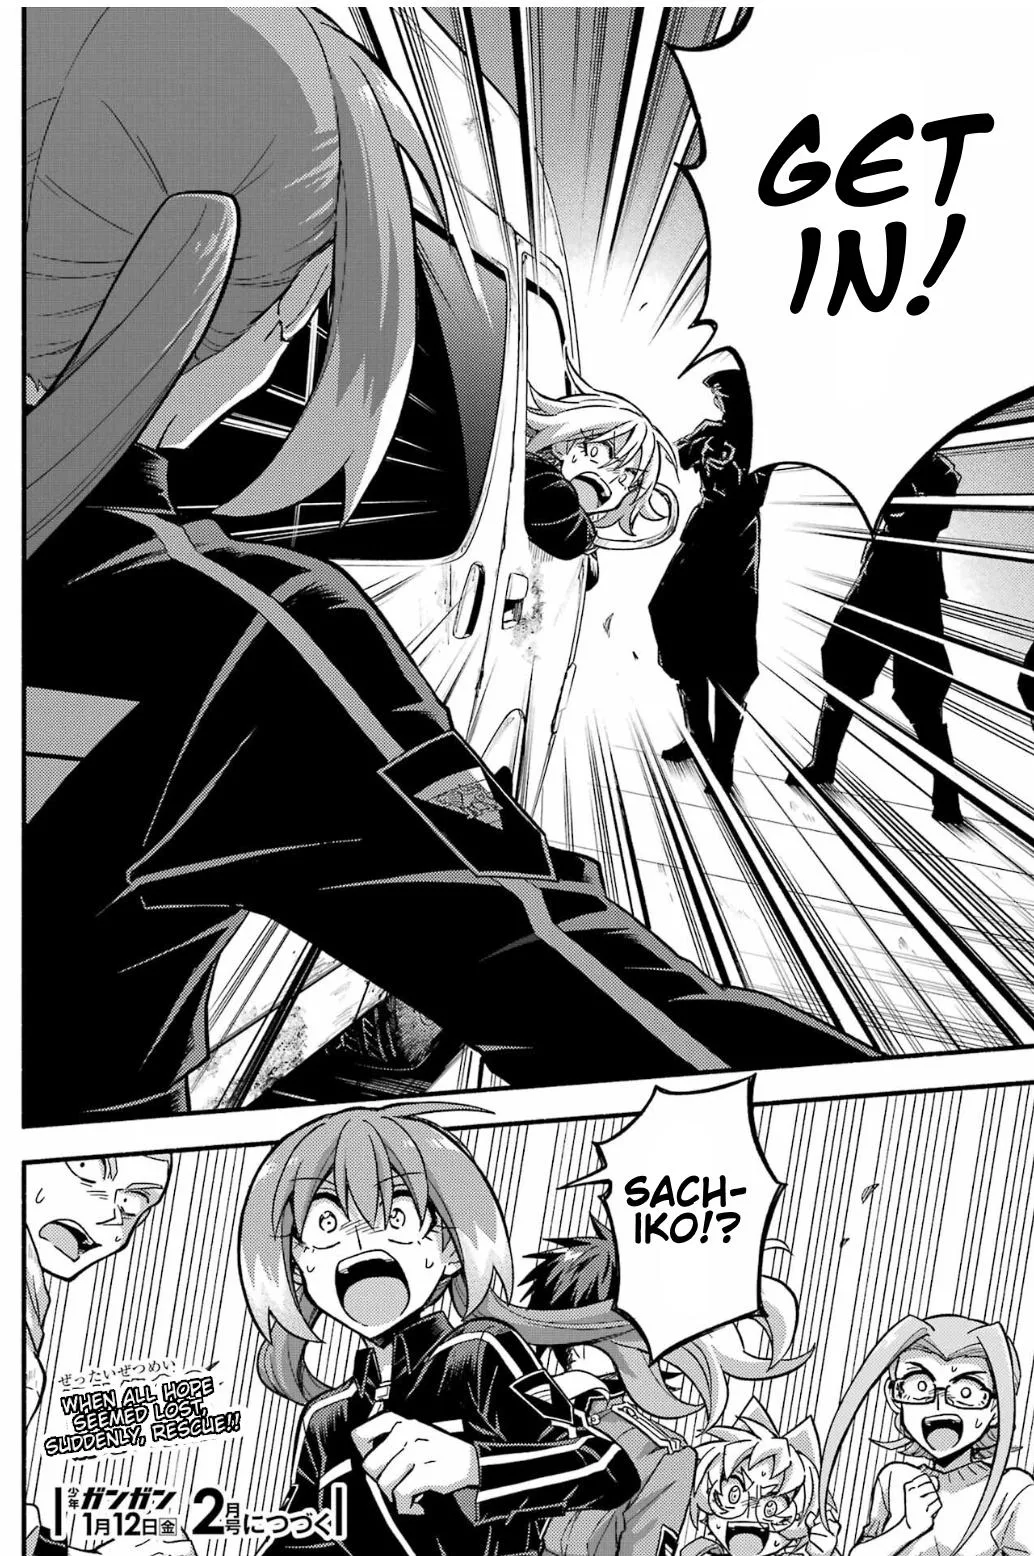 GET
IN!
SACH-
IKO!?
ぜったいぜつめい
WHEN ALL HOPE
SEEMED LOST,
SUDDENLY, RESCUE!!
少年ガンガン2月号につづく
1月12日金